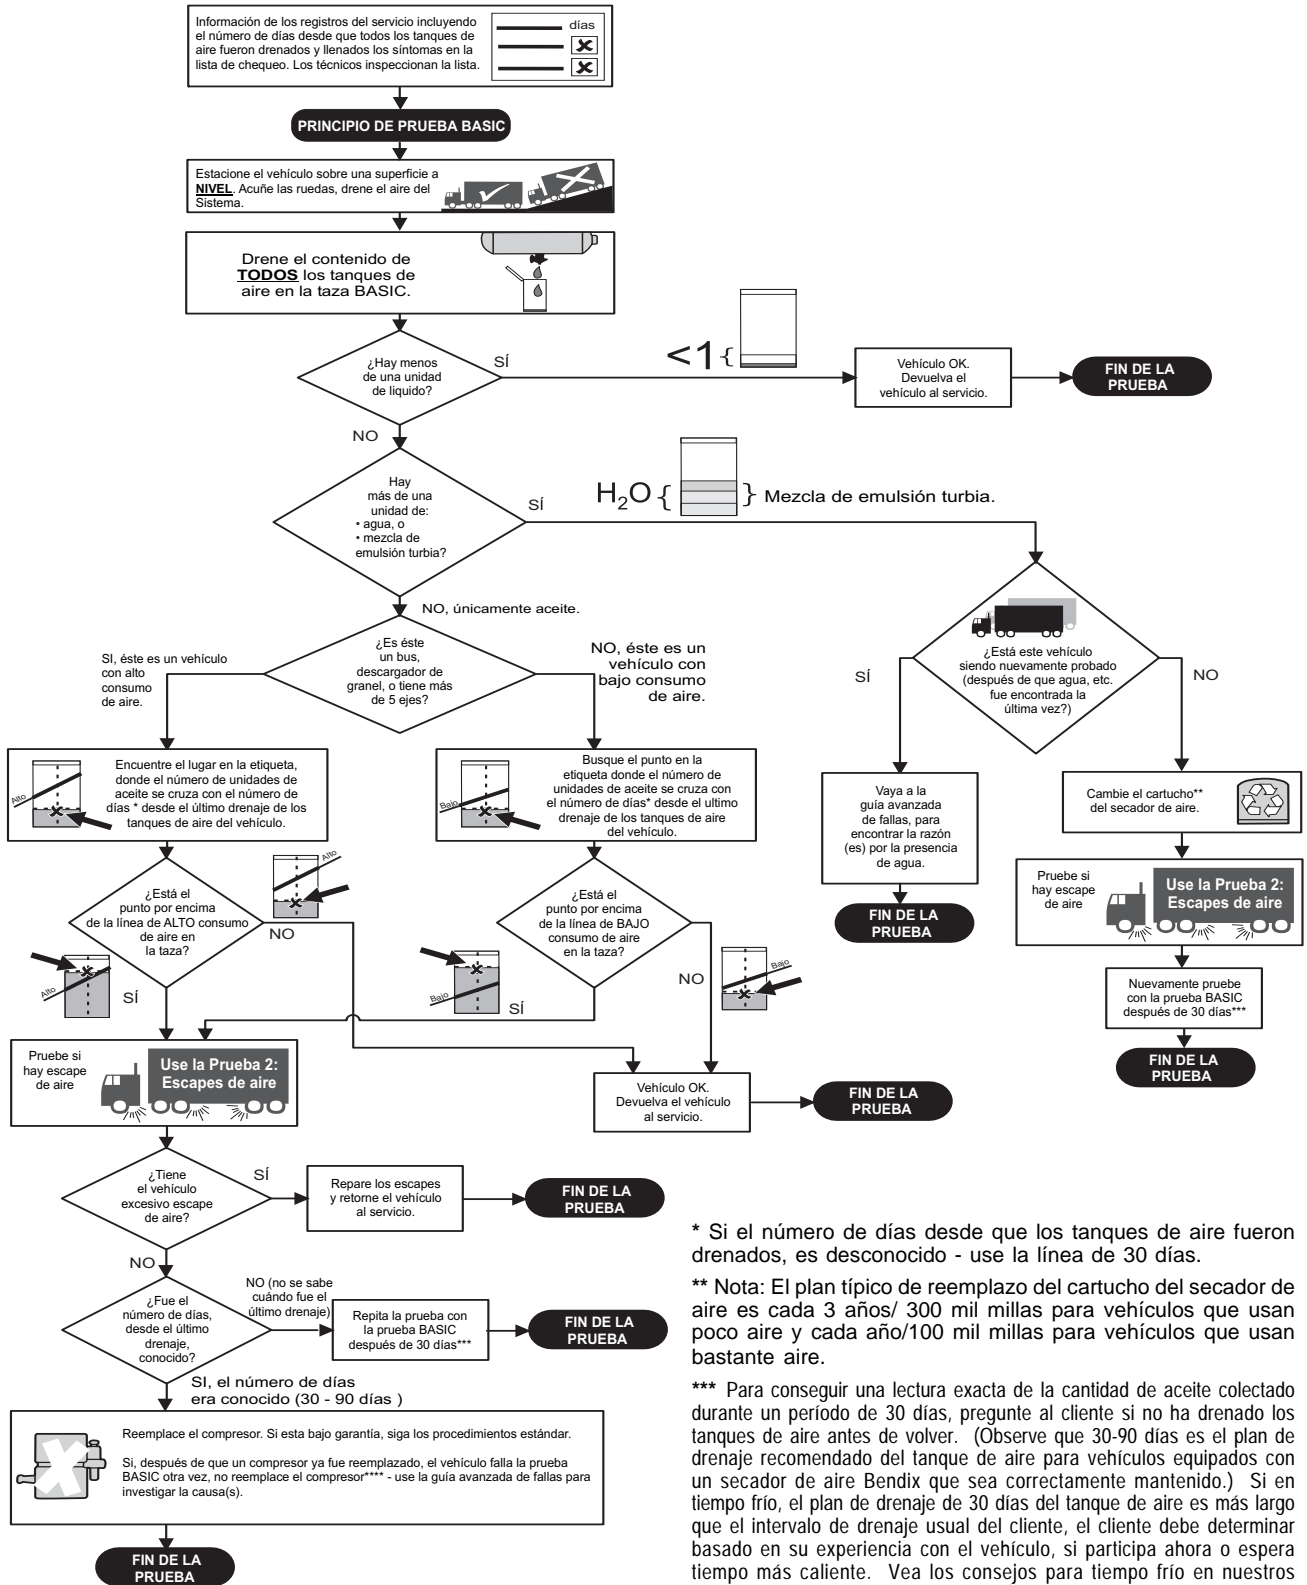 Información de los registros del servicio incluyendo
el número de días desde que todos los tanques de
aire fueron drenados y llenados los síntomas en la
lista de chequeo. Los técnicos inspeccionan la lista.
días
PRINCIPIO DE PRUEBA BASIC
Estacione el vehículo sobre una superficie a
NIVEL. Acuñe las ruedas, drene el aire del
Sistema.
Drene el contenido de
TODOS los tanques de
aire en la taza BASIC.
¿Hay menos
de una unidad
de liquido?
SÍ
<1{
Vehículo OK.
Devuelva el
vehículo al servicio.
FIN DE LA
PRUEBA
NO
Hay
más de una
unidad de:
• agua, o
• mezcla de
emulsión turbia?
SÍ
H2O { } Mezcla de emulsión turbia.
NO, únicamente aceite.
¿Es éste
un bus,
descargador de
granel, o tiene más
de 5 ejes?
SI, éste es un vehículo
con alto
consumo
de aire.
NO, éste es un
vehículo con
bajo consumo
de aire.
¿Está este vehículo
siendo nuevamente probado
(después de que agua, etc.
fue encontrada la
última vez?)
SÍ
NO
Alto
Encuentre el lugar en la etiqueta,
donde el número de unidades de
aceite se cruza con el número de
días * desde el último drenaje de los
tanques de aire del vehículo.
Bajo
Busque el punto en la
etiqueta donde el número de
unidades de aceite se cruza con
el número de días* desde el ultimo
drenaje de los tanques de aire
del vehículo.
Vaya a la
guía avanzada
de fallas, para
encontrar la razón
(es) por la presencia
de agua.
FIN DE LA
PRUEBA
Cambie el cartucho**
del secador de aire.
Pruebe si
hay escape
de aire
Use la Prueba 2:
Escapes de aire
Nuevamente pruebe
con la prueba BASIC
después de 30 días***
FIN DE LA
PRUEBA
¿Está el
punto por encima
de la línea de ALTO consumo
de aire en
la taza?
Alto
NO
Alto
SÍ
¿Está el
punto por encima
de la línea de BAJO
consumo de aire
en la taza?
Bajo
SÍ
NO
Bajo
Pruebe si
hay escape
de aire
Use la Prueba 2:
Escapes de aire
Vehículo OK.
Devuelva el vehículo
al servicio.
FIN DE LA
PRUEBA
¿Tiene
el vehículo
excesivo escape
de aire?
SÍ
Repare los escapes
y retorne el vehículo
al servicio.
FIN DE LA
PRUEBA
NO
¿Fue el
número de días,
desde el último
drenaje,
conocido?
NO (no se sabe
cuándo fue el
último drenaje)
Repita la prueba con
la prueba BASIC
después de 30 días***
FIN DE LA
PRUEBA
SI, el número de días
era conocido (30 - 90 días )
Reemplace el compresor. Si esta bajo garantía, siga los procedimientos estándar.
Si, después de que un compresor ya fue reemplazado, el vehículo falla la prueba
BASIC otra vez, no reemplace el compresor**** - use la guía avanzada de fallas para
investigar la causa(s).
FIN DE LA
PRUEBA
* Si el número de días desde que los tanques de aire fueron
drenados, es desconocido - use la línea de 30 días.
** Nota: El plan típico de reemplazo del cartucho del secador de
aire es cada 3 años/ 300 mil millas para vehículos que usan
poco aire y cada año/100 mil millas para vehículos que usan
bastante aire.
*** Para conseguir una lectura exacta de la cantidad de aceite colectado
durante un período de 30 días, pregunte al cliente si no ha drenado los
tanques de aire antes de volver. (Observe que 30-90 días es el plan de
drenaje recomendado del tanque de aire para vehículos equipados con
un secador de aire Bendix que sea correctamente mantenido.) Si en
tiempo frío, el plan de drenaje de 30 días del tanque de aire es más largo
que el intervalo de drenaje usual del cliente, el cliente debe determinar
basado en su experiencia con el vehículo, si participa ahora o espera
tiempo más caliente. Vea los consejos para tiempo frío en nuestros